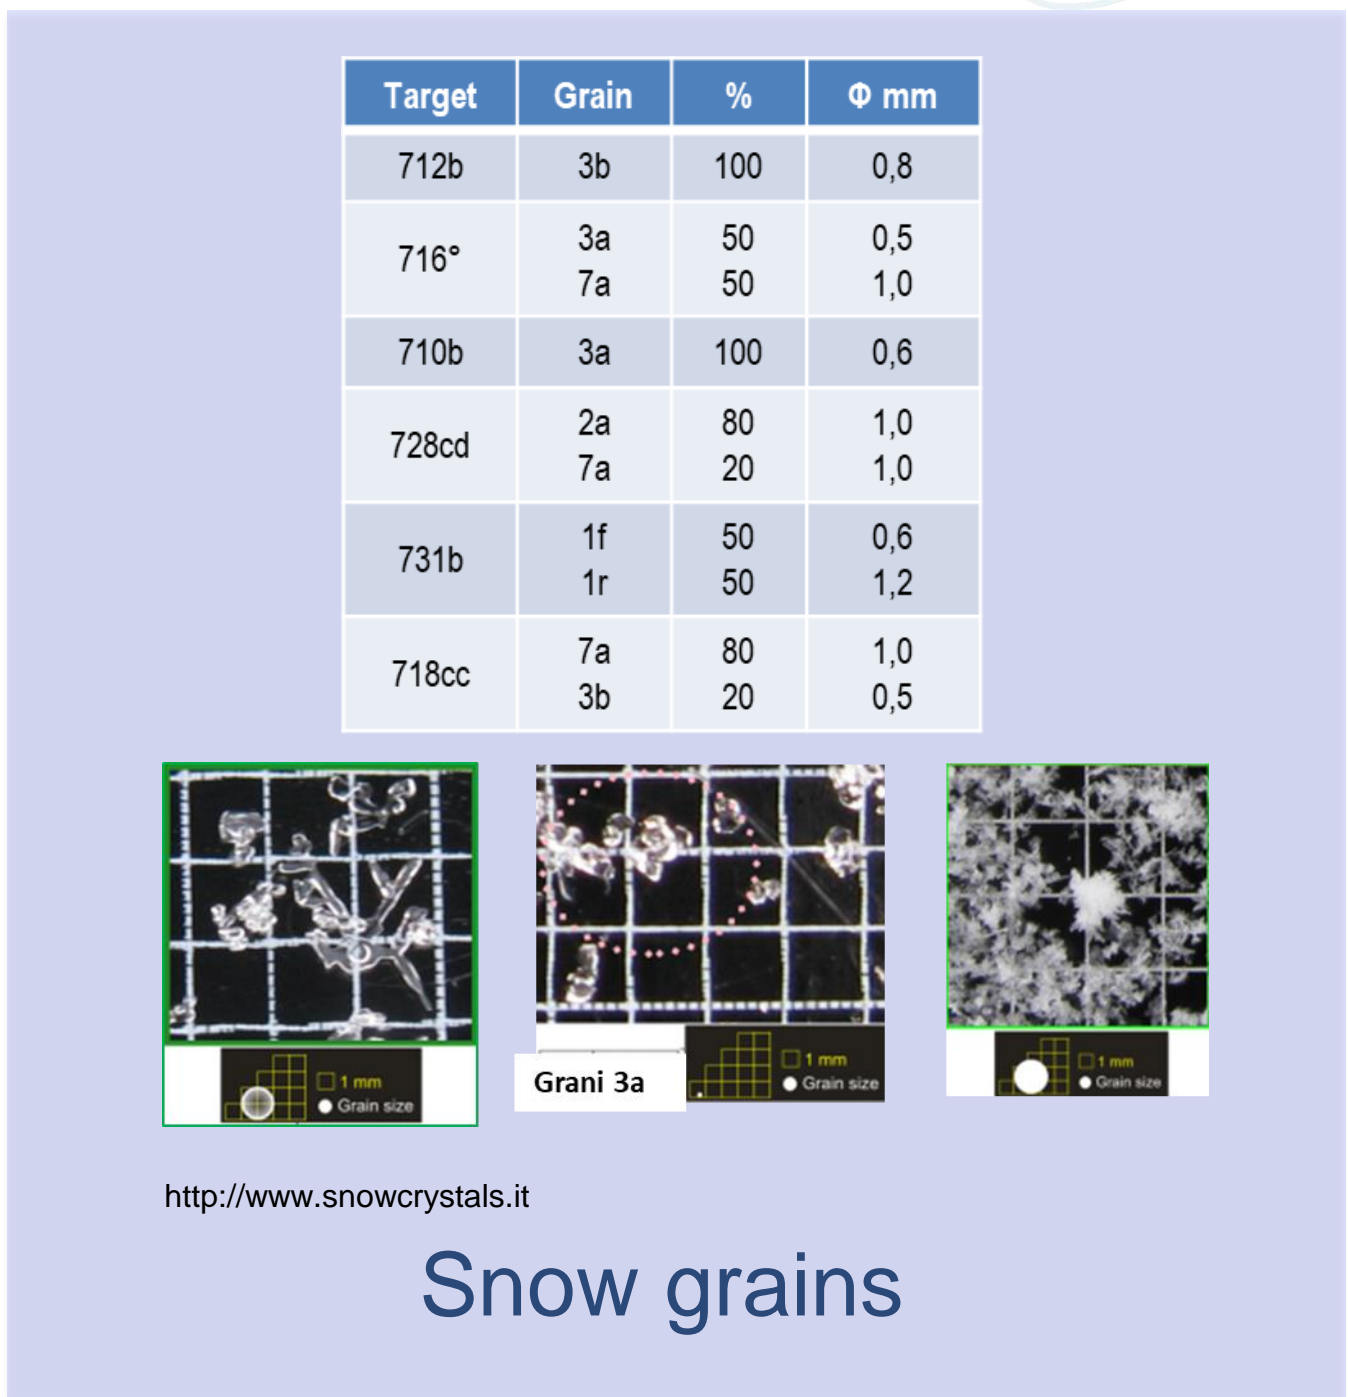 Target Grain % Φ mm
712b 3b 100 0,8
716° 3a 50 0,5
7a 50 1,0
710b 3a 100 0,6
728cd 2a 80 1,0
7a 20 1,0
731b 1f 50 0,6
1r 50 1,2
718cc 7a 80 1,0
3b 20 0,5
1 mm
Grain size
Grani 3a
1 mm
Grain size
1 mm
Grain size
http://www.snowcrystals.it
Snow grains